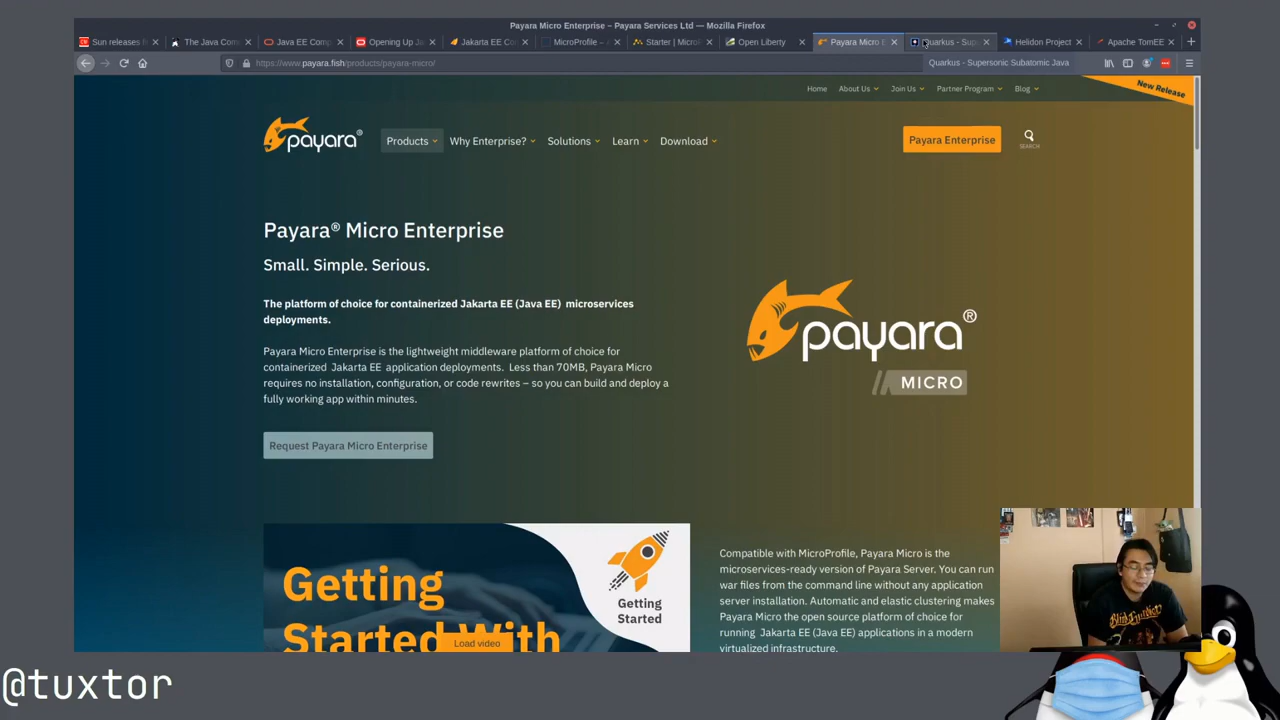 Payara Micro Enterprise – Payara Services Ltd — Mozilla Firefox
Sun releases
The Java Com
Java EE Comp
Opening Up Ja
Jakarta EE Co
MicroProfile –
Starter | MicroP
Open Liberty
Payara Micro E
Quarkus - Sup
Helidon Project
Apache TomEE
https://www.payara.fish/products/payara-micro/
Quarkus - Supersonic Subatomic Java
Home
About Us
Join Us
Partner Program
Blog
New Release
payara
Products
Why Enterprise?
Solutions
Learn
Download
Payara Enterprise
SEARCH
Payara® Micro Enterprise
Small. Simple. Serious.
The platform of choice for containerized Jakarta EE (Java EE) microservices
deployments.
Payara Micro Enterprise is the lightweight middleware platform of choice for
containerized Jakarta EE application deployments. Less than 70MB, Payara Micro
requires no installation, configuration, or code rewrites – so you can build and deploy a
fully working app within minutes.
Request Payara Micro Enterprise
payara®
MICRO
Getting
Started With
Getting
Started
Load video
Compatible with MicroProfile, Payara Micro is the
microservices-ready version of Payara Server. You can run
war files from the command line without any application
server installation. Automatic and elastic clustering makes
Payara Micro the open source platform of choice for
running Jakarta EE (Java EE) applications in a modern
virtualized infrastructure.
@tuxtor